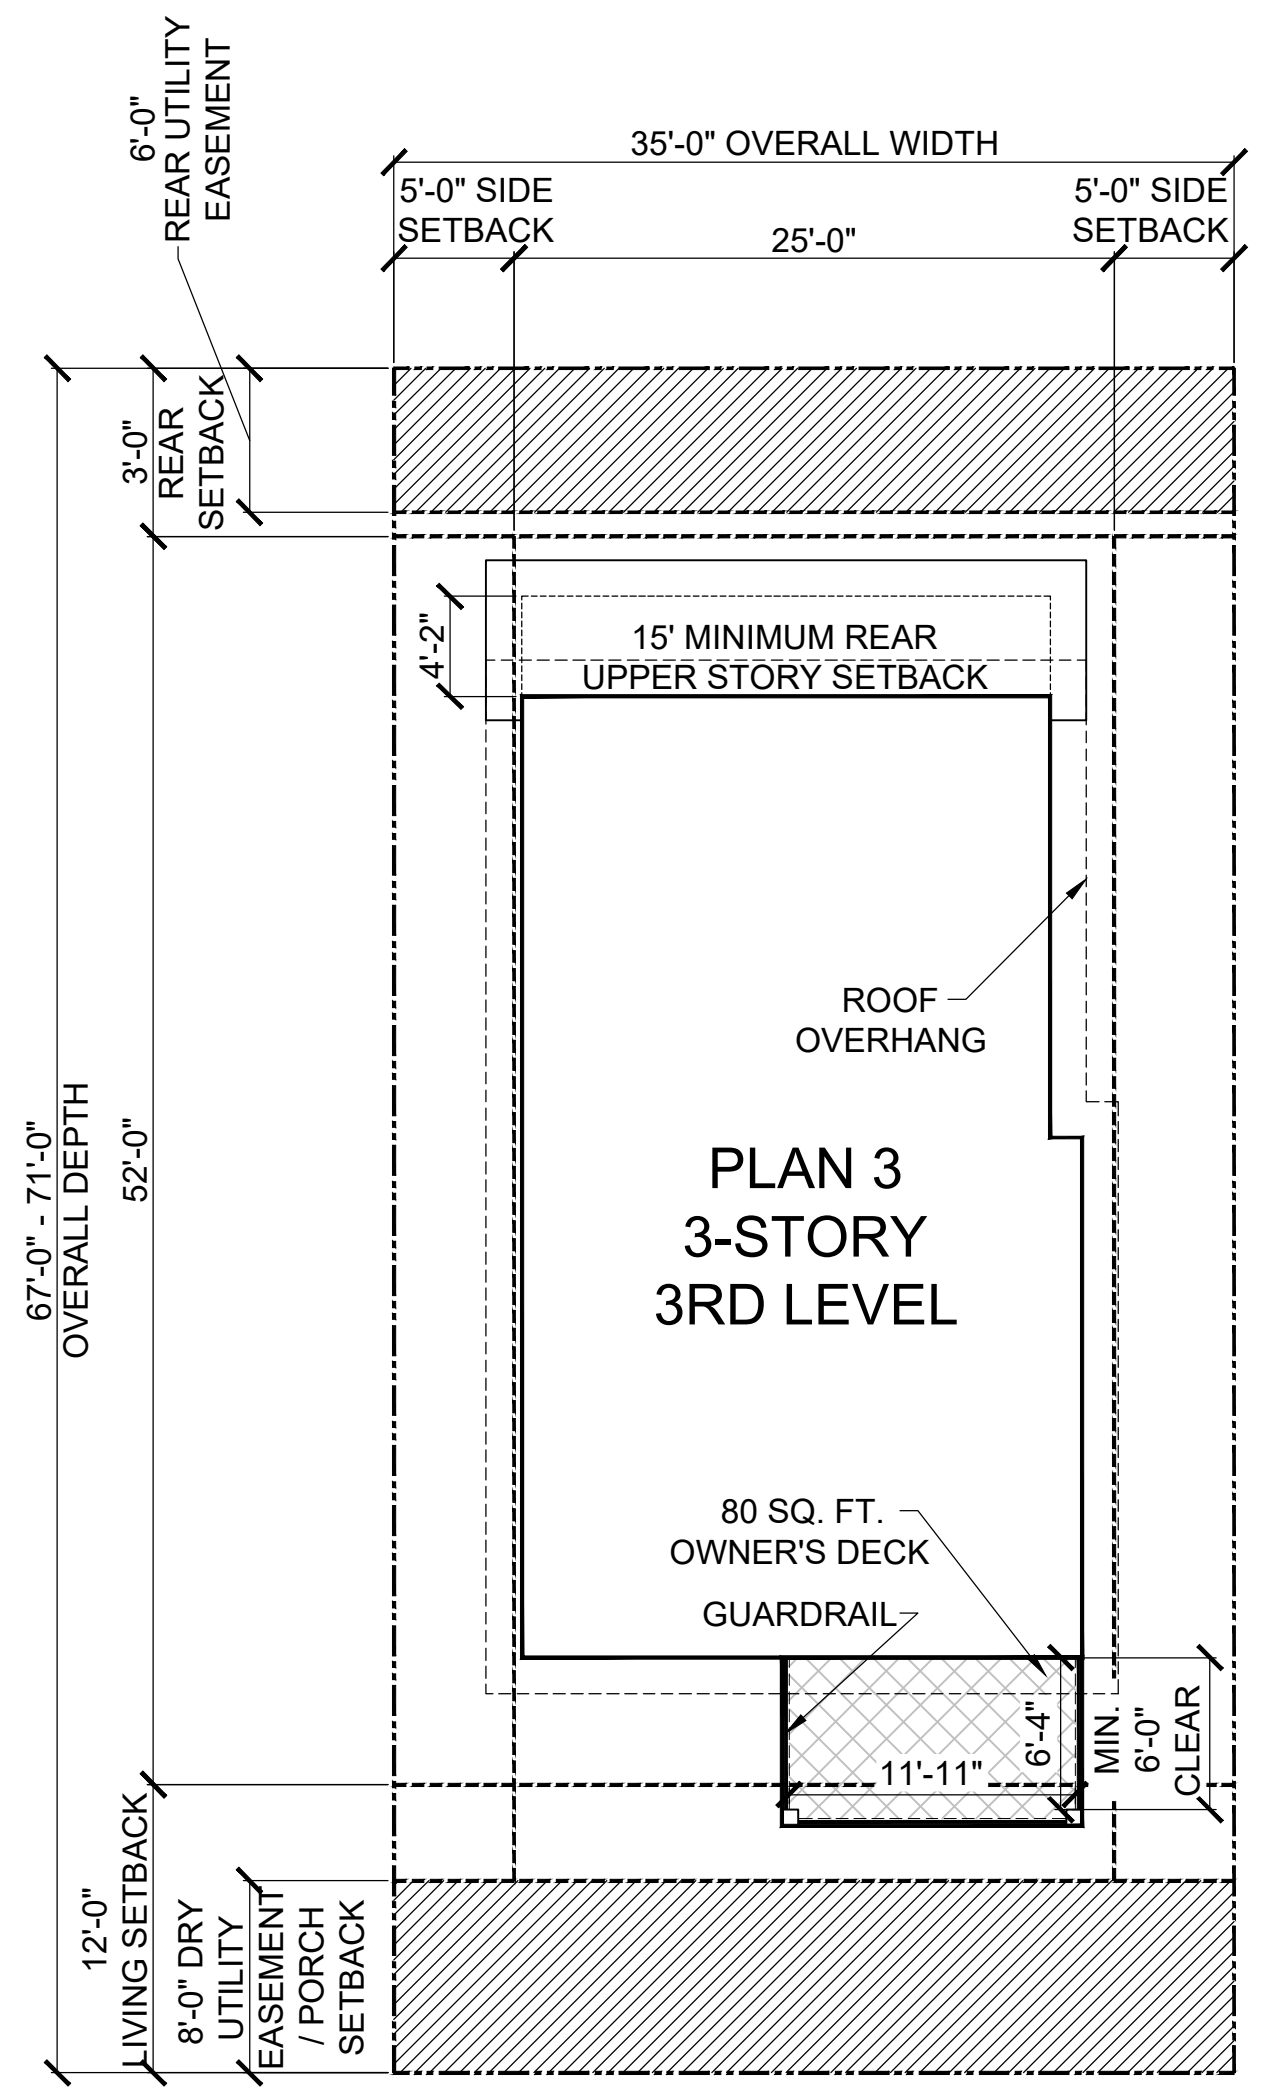 6'-0"
REAR UTILITY
EASEMENT
35'-0" OVERALL WIDTH
5'-0" SIDE
SETBACK
25'-0"
5'-0" SIDE
SETBACK
3'-0"
REAR
SETBACK
4'-2"
15' MINIMUM REAR
UPPER STORY SETBACK
ROOF
OVERHANG
67'-0" - 71'-0"
OVERALL DEPTH
52'-0"
PLAN 3
3-STORY
3RD LEVEL
80 SQ. FT.
OWNER'S DECK
GUARDRAIL
6'-4"
11'-11"
MIN.
6'-0"
CLEAR
12'-0"
LIVING SETBACK
8'-0" DRY
UTILITY
EASEMENT
/ PORCH
SETBACK